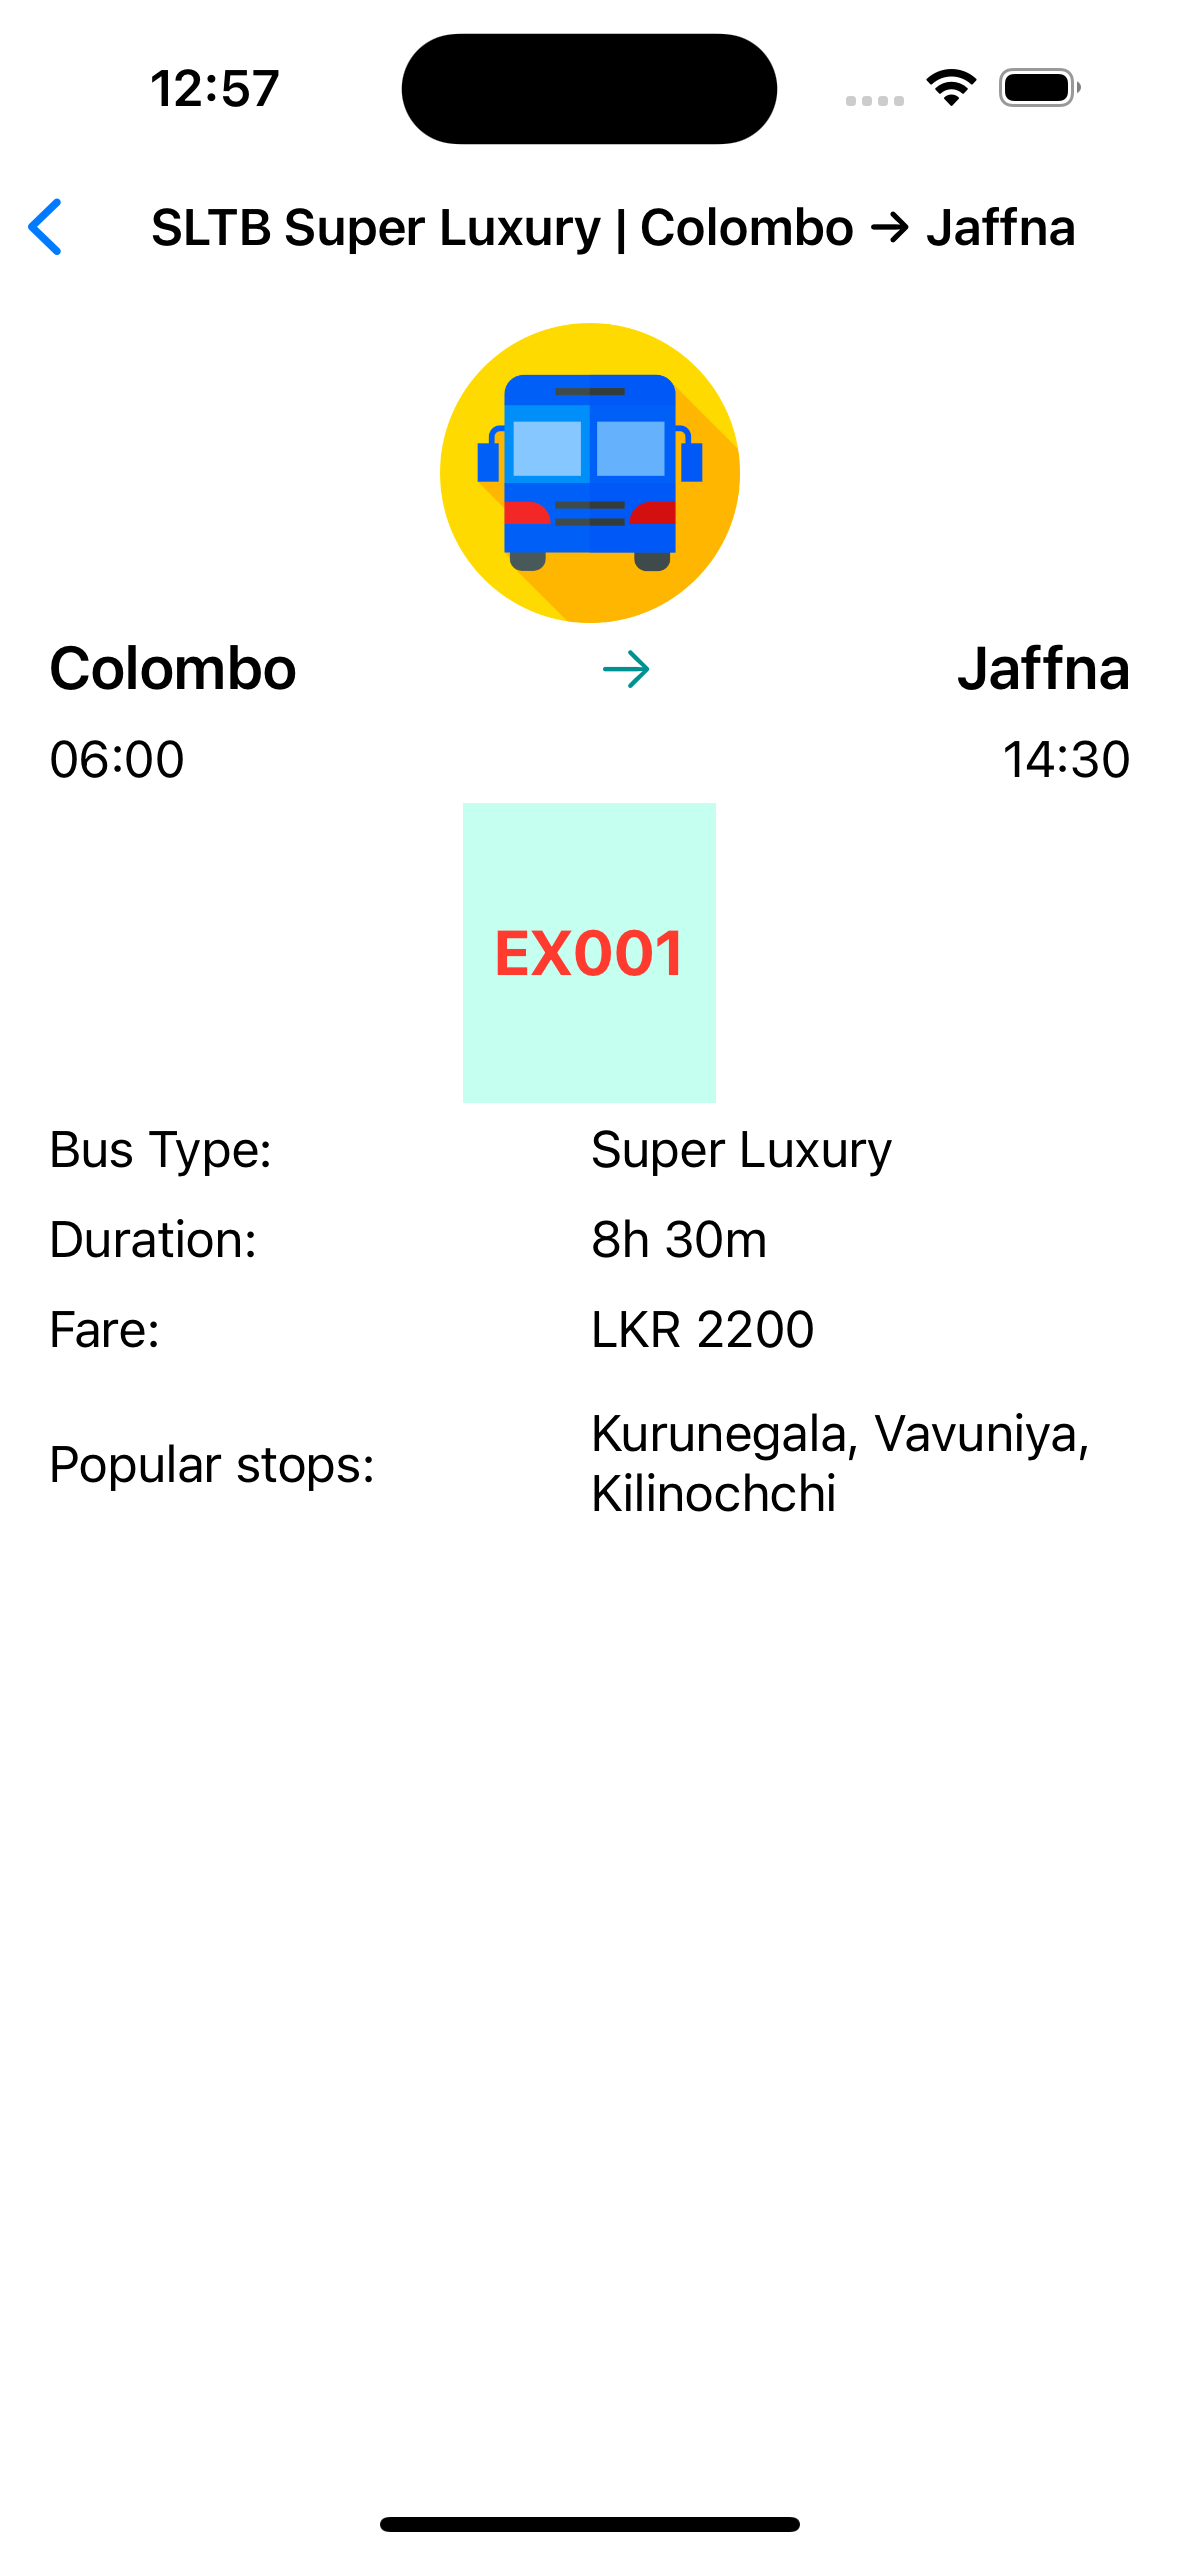 12:57
SLTB Super Luxury | Colombo → Jaffna
Colombo → Jaffna
06:00 14:30
EX001
Bus Type: Super Luxury
Duration: 8h 30m
Fare: LKR 2200
Popular stops: Kurunegala, Vavuniya,
Kilinochchi